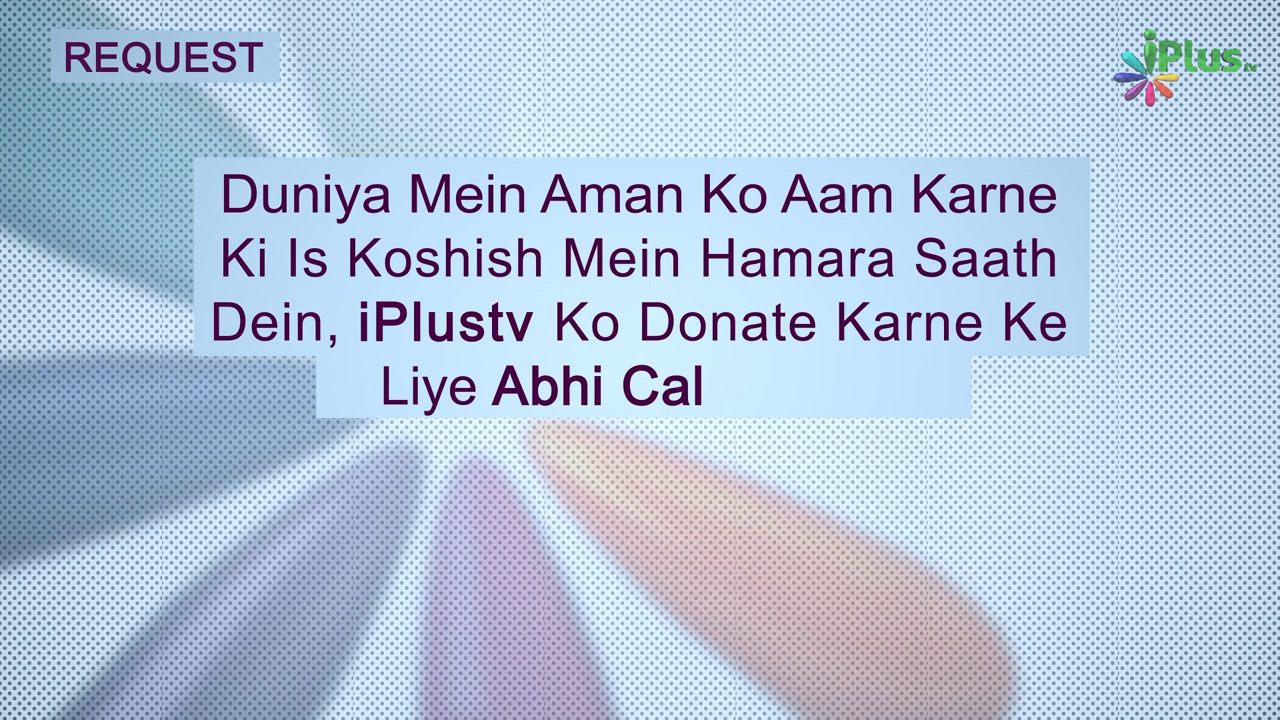 REQUEST
iPlus tv
Duniya Mein Aman Ko Aam Karne
Ki Is Koshish Mein Hamara Saath
Dein, iPlustv Ko Donate Karne Ke
Liye Abhi Cal